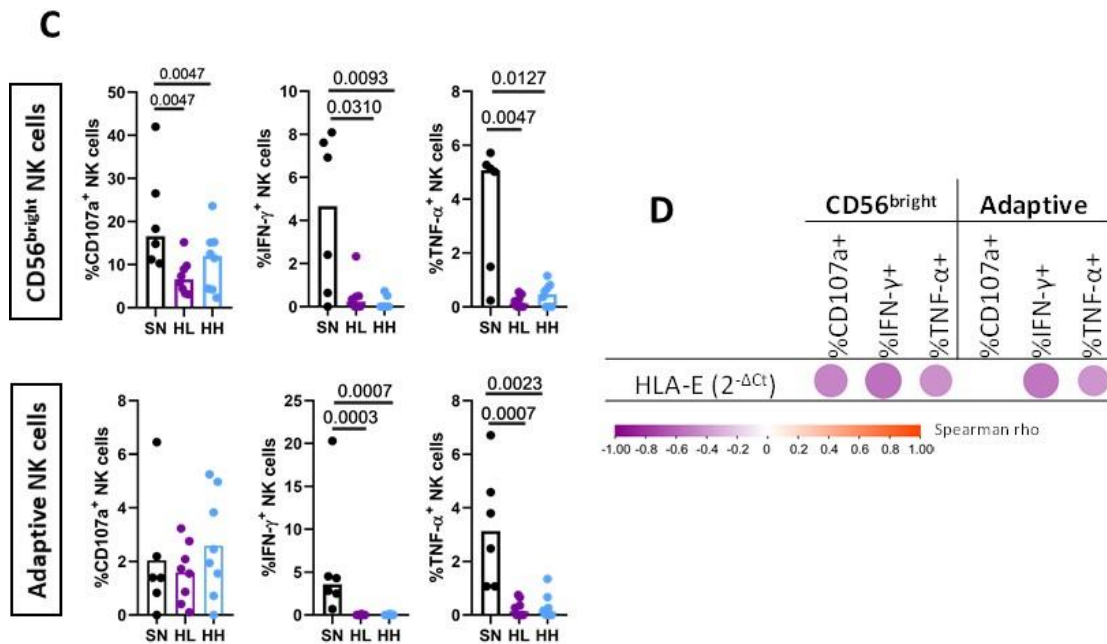 C
CD56bright NK cells
%CD107a+ NK cells
50
40
30
20
10
0
0.0047
0.0047
SN HL HH
%IFN-γ+ NK cells
10
8
6
4
2
0
0.0093
0.0310
SN HL HH
%TNF-α+ NK cells
8
6
4
2
0
0.0127
0.0047
SN HL HH
Adaptive NK cells
%CD107a+ NK cells
8
6
4
2
0
SN HL HH
%IFN-γ+ NK cells
25
20
15
10
5
0
0.0007
0.0003
SN HL HH
%TNF-α+ NK cells
8
6
4
2
0
0.0023
0.0007
SN HL HH
D
CD56bright Adaptive
%CD107a+ %IFN-γ+ %TNF-α+ %CD107a+ %IFN-γ+ %TNF-α+
HLA-E (2-ΔCt)
Spearman rho
-1.00 -0.8 -0.6 -0.4 -0.2 0 0.2 0.4 0.6 0.8 1.00